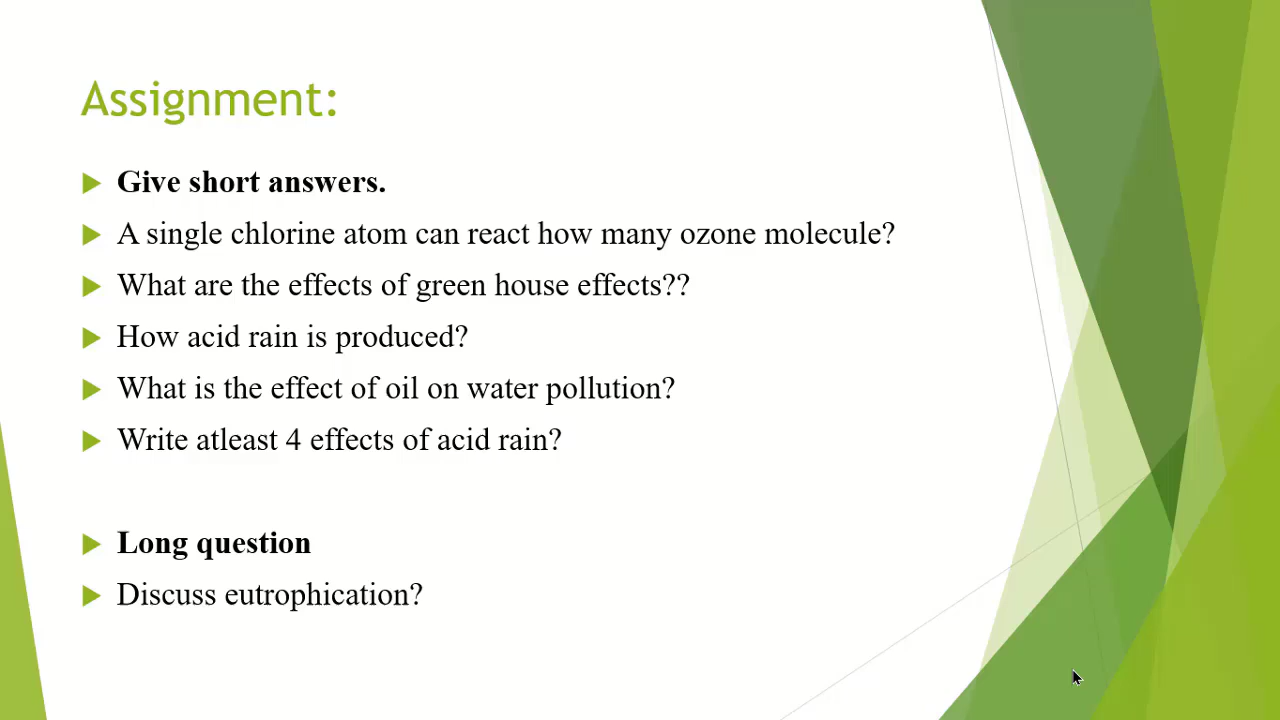 Assignment:
Give short answers.
A single chlorine atom can react how many ozone molecule?
What are the effects of green house effects??
How acid rain is produced?
What is the effect of oil on water pollution?
Write atleast 4 effects of acid rain?
Long question
Discuss eutrophication?